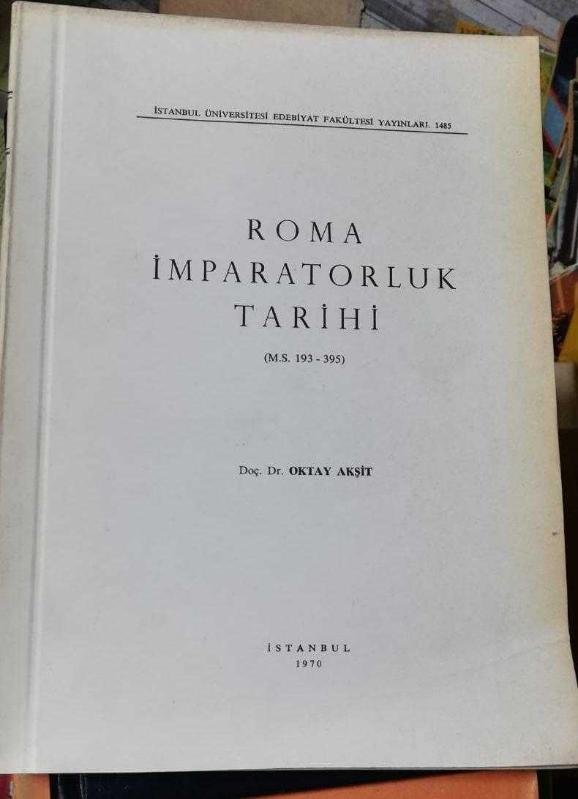 İSTANBUL ÜNİVERSİTESİ EDEBİYAT FAKÜLTESİ YAYINLARI. 1485
ROMA
İMPARATORLUK
TARİHİ
(M.S. 193 - 395)
Doç. Dr. OKTAY AKŞİT
İSTANBUL
1970